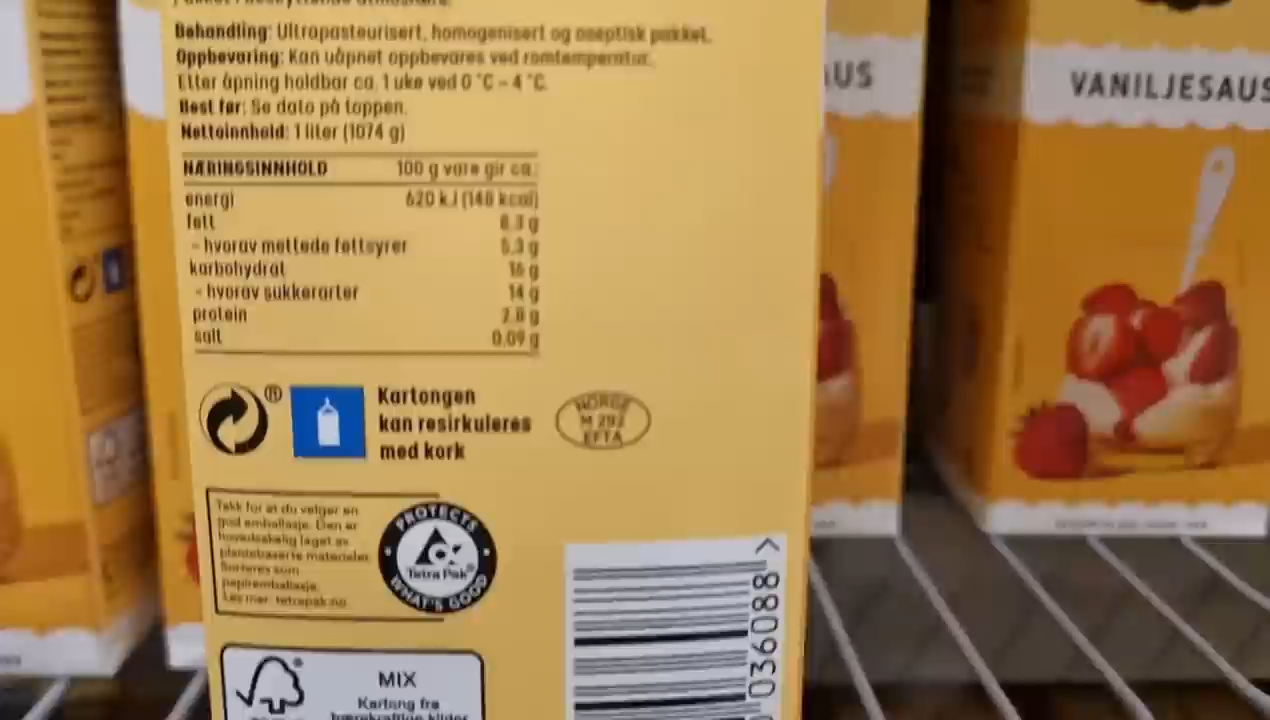 Behandling: Ultrapasteurisert, homogenisert og aseptisk pakket.
Oppbevaring: Kan uåpnet oppbevares ved romtemperatur.
Etter åpning holdbar ca. 1 uke ved 0 °C - 4 °C.
Best før: Se dato på toppen.
Nettoinnhold: 1 liter (1074 g)
NÆRINGSINNHOLD 100 g vare gir ca:
energi 620 kJ (148 kcal)
fett 8.3 g
- hvorav mettede fettsyrer 5.3 g
karbohydrat 16 g
- hvorav sukkerarter 14 g
protein 2.8 g
salt 0.09 g
®
Kartongen
kan resirkuleres
med kork
NORGE
M 292
EFTA
Takk for at du velger en
god emballasje. Den er
hovedsakelig laget av
plantebaserte materialer.
Sorteres som
papiremballasje.
Les mer: tetrapak.no
PROTECTS
Tetra Pak®
WHAT'S GOOD
MIX
Kartong fra
036088 >
US
VANILJESAUS